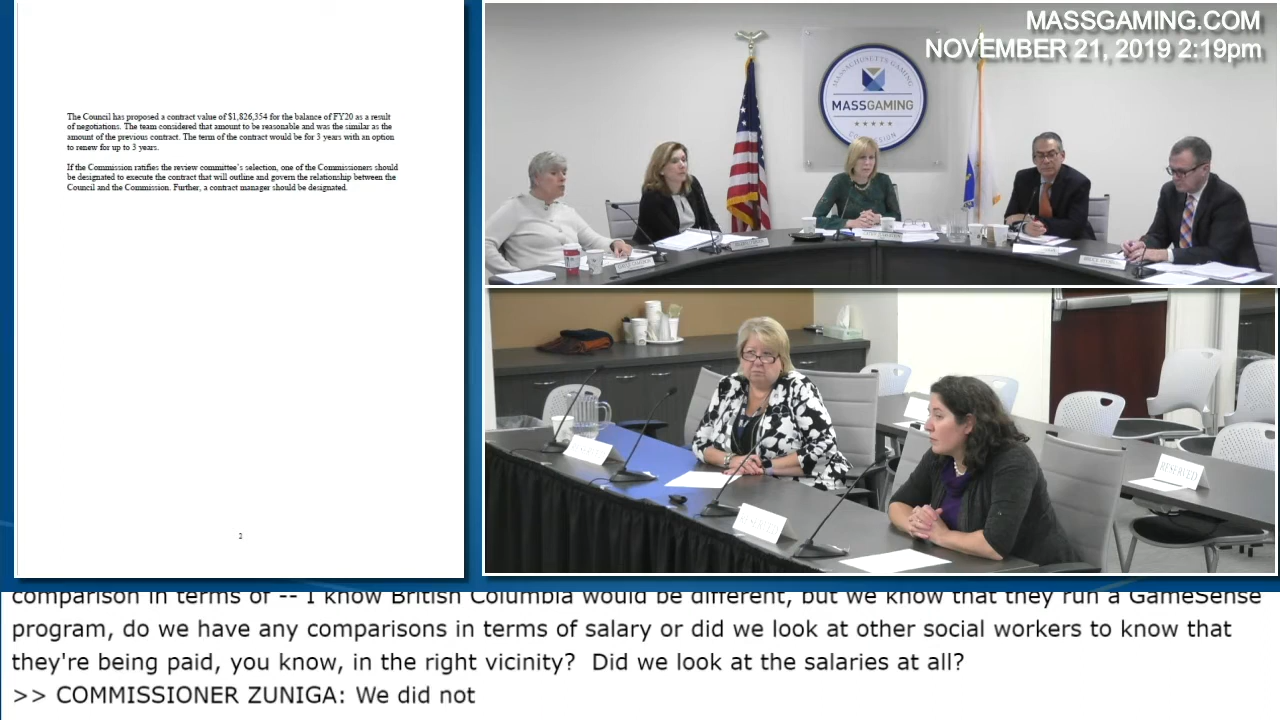 The Council has proposed a contract value of $1,826,354 for the balance of FY20 as a result
of negotiations. The team considered that amount to be reasonable and was the similar as the
amount of the previous contract. The term of the contract would be for 3 years with an option
to renew for up to 3 years.
If the Commission ratifies the review committee's selection, one of the Commissioners should
be designated to execute the contract that will outline and govern the relationship between the
Council and the Commission. Further, a contract manager should be designated.
2
MASSGAMING.COM
NOVEMBER 21, 2019 2:19pm
MASSACHUSETTS GAMING
MASSGAMING
COMMISSION
RESERVED
RESERVED
RESERVED
comparison in terms of -- I know British Columbia would be different, but we know that they run a GameSense
program, do we have any comparisons in terms of salary or did we look at other social workers to know that
they're being paid, you know, in the right vicinity?  Did we look at the salaries at all?
>> COMMISSIONER ZUNIGA: We did not